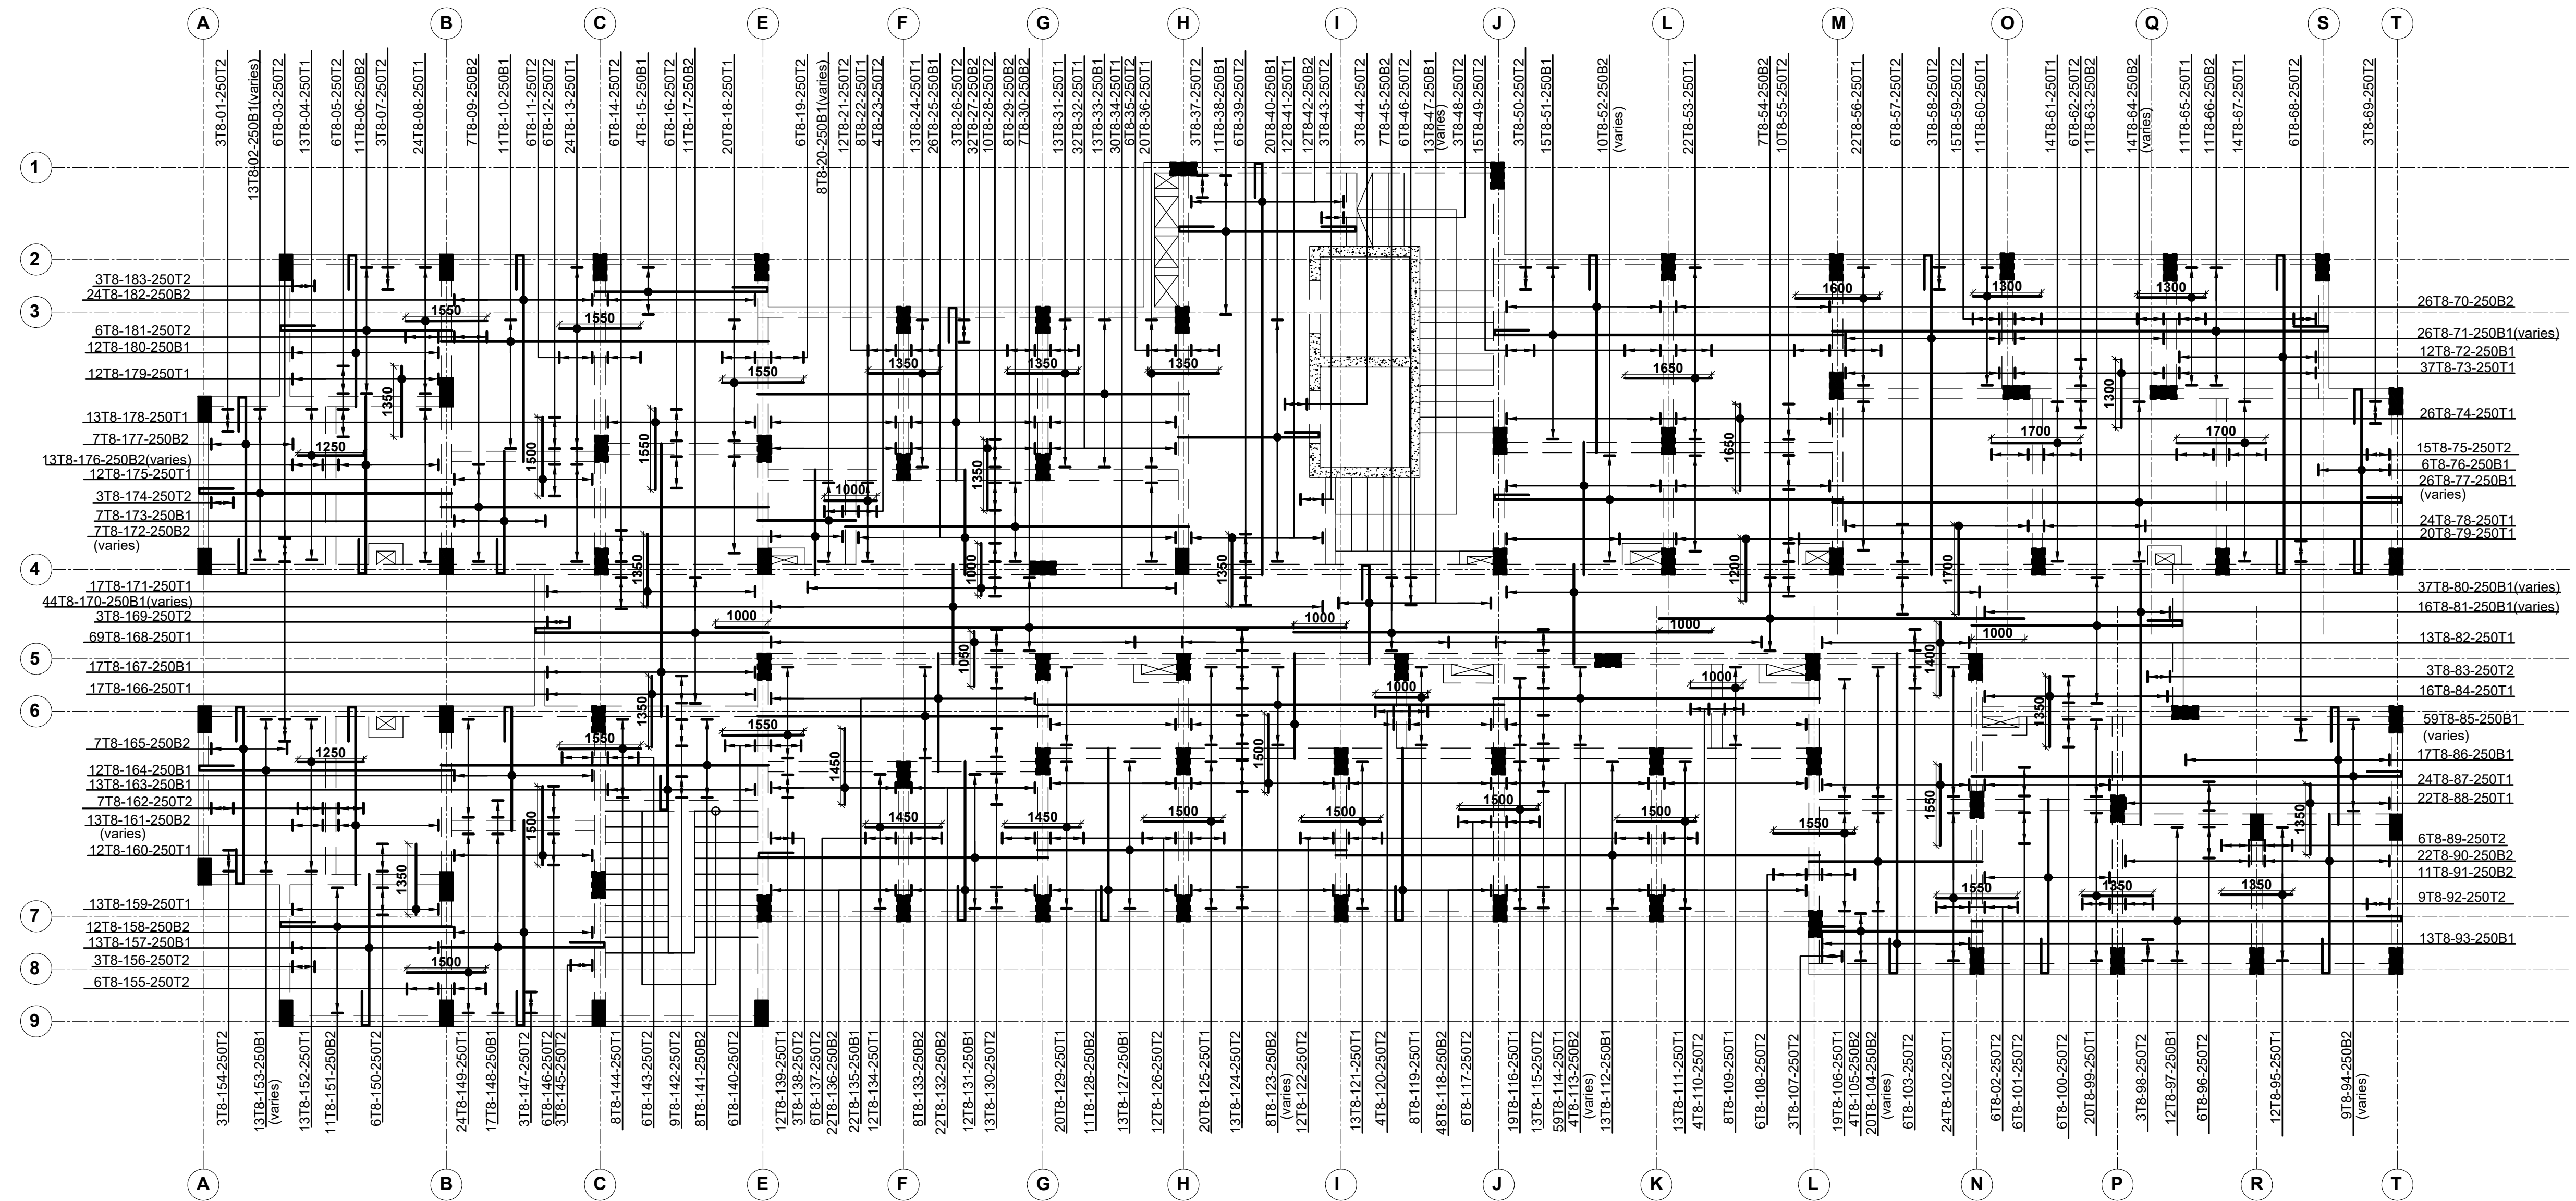 A B C E F G H I J L M O Q S T
3T8-01-250T2
13T8-02-250B1(varies)
6T8-03-250T2
13T8-04-250T1
6T8-05-250T2
11T8-06-250B2
3T8-07-250T2
24T8-08-250T1
7T8-09-250B2
11T8-10-250B1
6T8-11-250T2
6T8-12-250T2
24T8-13-250T1
6T8-14-250T2
4T8-15-250B1
6T8-16-250T2
11T8-17-250B2
20T8-18-250T1
6T8-19-250T2
8T8-20-250B1(varies)
12T8-21-250T2
8T8-22-250T1
4T8-23-250T2
13T8-24-250T1
26T8-25-250B1
3T8-26-250T2
32T8-27-250B2
10T8-28-250T2
8T8-29-250B2
7T8-30-250B2
13T8-31-250T1
32T8-32-250T1
13T8-33-250B1
30T8-34-250T1
6T8-35-250T2
20T8-36-250T1
3T8-37-250T2
11T8-38-250B1
6T8-39-250T2
20T8-40-250B1
12T8-41-250T1
12T8-42-250B2
3T8-43-250T2
3T8-44-250T2
7T8-45-250B2
6T8-46-250T2
13T8-47-250B1
(varies)
3T8-48-250T2
15T8-49-250T2
3T8-50-250T2
15T8-51-250B1
10T8-52-250B2
(varies)
22T8-53-250T1
7T8-54-250B2
10T8-55-250T2
22T8-56-250T1
6T8-57-250T2
3T8-58-250T2
15T8-59-250T2
11T8-60-250T1
14T8-61-250T1
6T8-62-250T2
11T8-63-250B2
14T8-64-250B2
(varies)
11T8-65-250T1
11T8-66-250B2
14T8-67-250T1
6T8-68-250T2
3T8-69-250T2
1
2
3
4
5
6
7
8
9
3T8-183-250T2
24T8-182-250B2
6T8-181-250T2
12T8-180-250B1
12T8-179-250T1
13T8-178-250T1
7T8-177-250B2
13T8-176-250B2(varies)
12T8-175-250T1
3T8-174-250T2
7T8-173-250B1
7T8-172-250B2
(varies)
17T8-171-250T1
44T8-170-250B1(varies)
3T8-169-250T2
69T8-168-250T1
17T8-167-250B1
17T8-166-250T1
7T8-165-250B2
12T8-164-250B1
13T8-163-250B1
7T8-162-250T2
13T8-161-250B2
(varies)
12T8-160-250T1
13T8-159-250T1
12T8-158-250B2
13T8-157-250B1
3T8-156-250T2
6T8-155-250T2
1550
1550
1600
1300
1300
1550
1350
1350
1350
1650
1350
1300
1250
1500
1550
1350
1650
1700
1700
1000
1350
1000
1350
1200
1700
1000
1000
1000
1000
1050
1400
1350
1000
1000
1350
1550
1550
1250
1450
1500
1550
1350
1500
1450
1450
1500
1500
1500
1500
1550
1350
1550
1350
1350
1500
26T8-70-250B2
26T8-71-250B1(varies)
12T8-72-250B1
37T8-73-250T1
26T8-74-250T1
15T8-75-250T2
6T8-76-250B1
26T8-77-250B1
(varies)
24T8-78-250T1
20T8-79-250T1
37T8-80-250B1(varies)
16T8-81-250B1(varies)
13T8-82-250T1
3T8-83-250T2
16T8-84-250T1
59T8-85-250B1
(varies)
17T8-86-250B1
24T8-87-250T1
22T8-88-250T1
6T8-89-250T2
22T8-90-250B2
11T8-91-250B2
9T8-92-250T2
13T8-93-250B1
3T8-154-250T2
13T8-153-250B1
(varies)
13T8-152-250T1
11T8-151-250B2
6T8-150-250T2
24T8-149-250T1
17T8-148-250B1
3T8-147-250T2
6T8-146-250T2
3T8-145-250T2
8T8-144-250T1
6T8-143-250T2
9T8-142-250T2
8T8-141-250B2
6T8-140-250T2
12T8-139-250T1
3T8-138-250T2
6T8-137-250T2
22T8-136-250B2
22T8-135-250B1
12T8-134-250T1
8T8-133-250B2
22T8-132-250B2
12T8-131-250B1
13T8-130-250T2
20T8-129-250T1
11T8-128-250B2
13T8-127-250B1
12T8-126-250T2
20T8-125-250T1
13T8-124-250T2
8T8-123-250B2
(varies)
12T8-122-250T2
13T8-121-250T1
4T8-120-250T2
8T8-119-250T1
48T8-118-250B2
6T8-117-250T2
19T8-116-250T1
13T8-115-250T2
59T8-114-250T1
4T8-113-250B2
(varies)
13T8-112-250B1
13T8-111-250T1
4T8-110-250T2
8T8-109-250T1
6T8-108-250T2
3T8-107-250T2
19T8-106-250T1
4T8-105-250B2
20T8-104-250B2
(varies)
6T8-103-250T2
24T8-102-250T1
6T8-02-250T2
6T8-101-250T2
6T8-100-250T2
20T8-99-250T1
3T8-98-250T2
12T8-97-250B1
6T8-96-250T2
12T8-95-250T1
9T8-94-250B2
(varies)
A B C E F G H I J K L N P R T